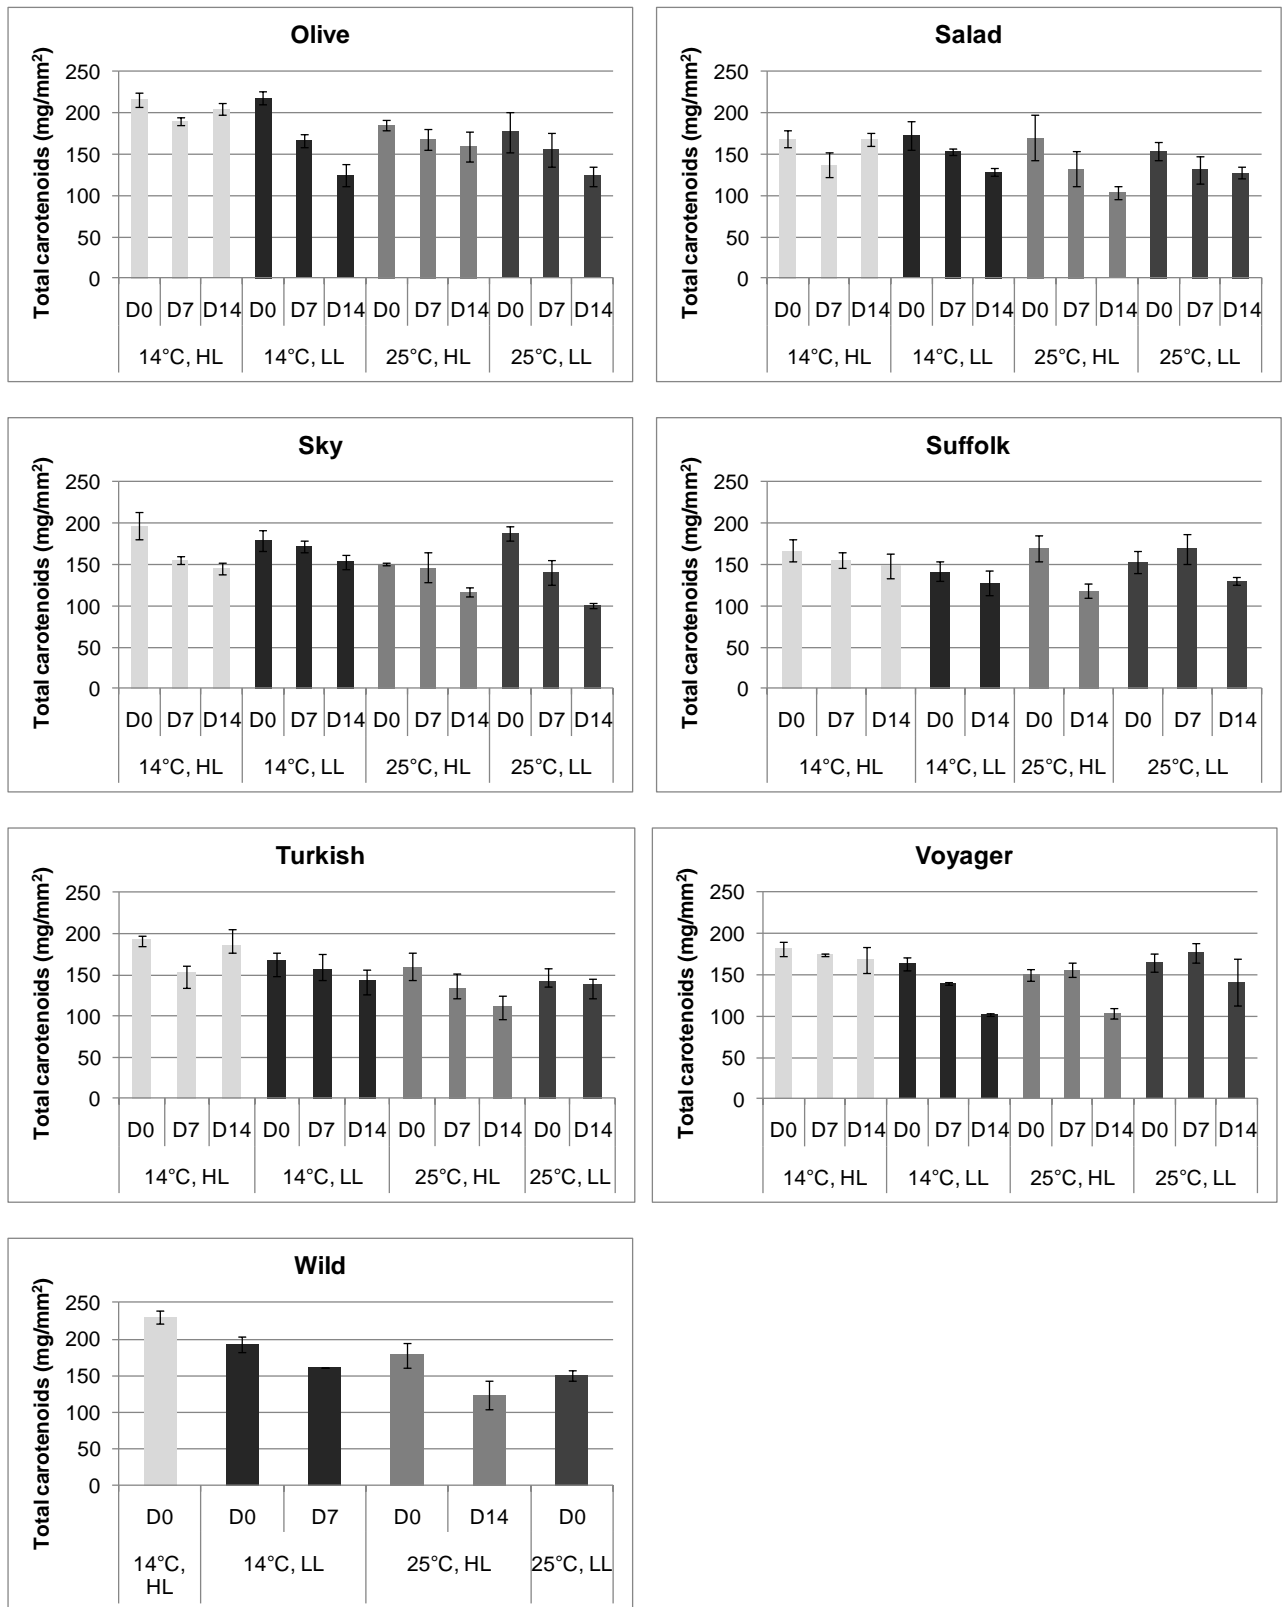 Olive
Total carotenoids (mg/mm²)
250
200
150
100
50
0
D0 D7 D14 D0 D7 D14 D0 D7 D14 D0 D7 D14
14°C, HL 14°C, LL 25°C, HL 25°C, LL
Salad
Total carotenoids (mg/mm²)
250
200
150
100
50
0
D0 D7 D14 D0 D7 D14 D0 D7 D14 D0 D7 D14
14°C, HL 14°C, LL 25°C, HL 25°C, LL
Sky
Total carotenoids (mg/mm²)
250
200
150
100
50
0
D0 D7 D14 D0 D7 D14 D0 D7 D14 D0 D7 D14
14°C, HL 14°C, LL 25°C, HL 25°C, LL
Suffolk
Total carotenoids (mg/mm²)
250
200
150
100
50
0
D0 D7 D14 D0 D14 D0 D14 D0 D7 D14
14°C, HL 14°C, LL 25°C, HL 25°C, LL
Turkish
Total carotenoids (mg/mm²)
250
200
150
100
50
0
D0 D7 D14 D0 D7 D14 D0 D7 D14 D0 D14
14°C, HL 14°C, LL 25°C, HL 25°C, LL
Voyager
Total carotenoids (mg/mm²)
250
200
150
100
50
0
D0 D7 D14 D0 D7 D14 D0 D7 D14 D0 D7 D14
14°C, HL 14°C, LL 25°C, HL 25°C, LL
Wild
Total carotenoids (mg/mm²)
250
200
150
100
50
0
D0 D0 D7 D0 D14 D0
14°C, 14°C, LL 25°C, HL 25°C, LL
HL